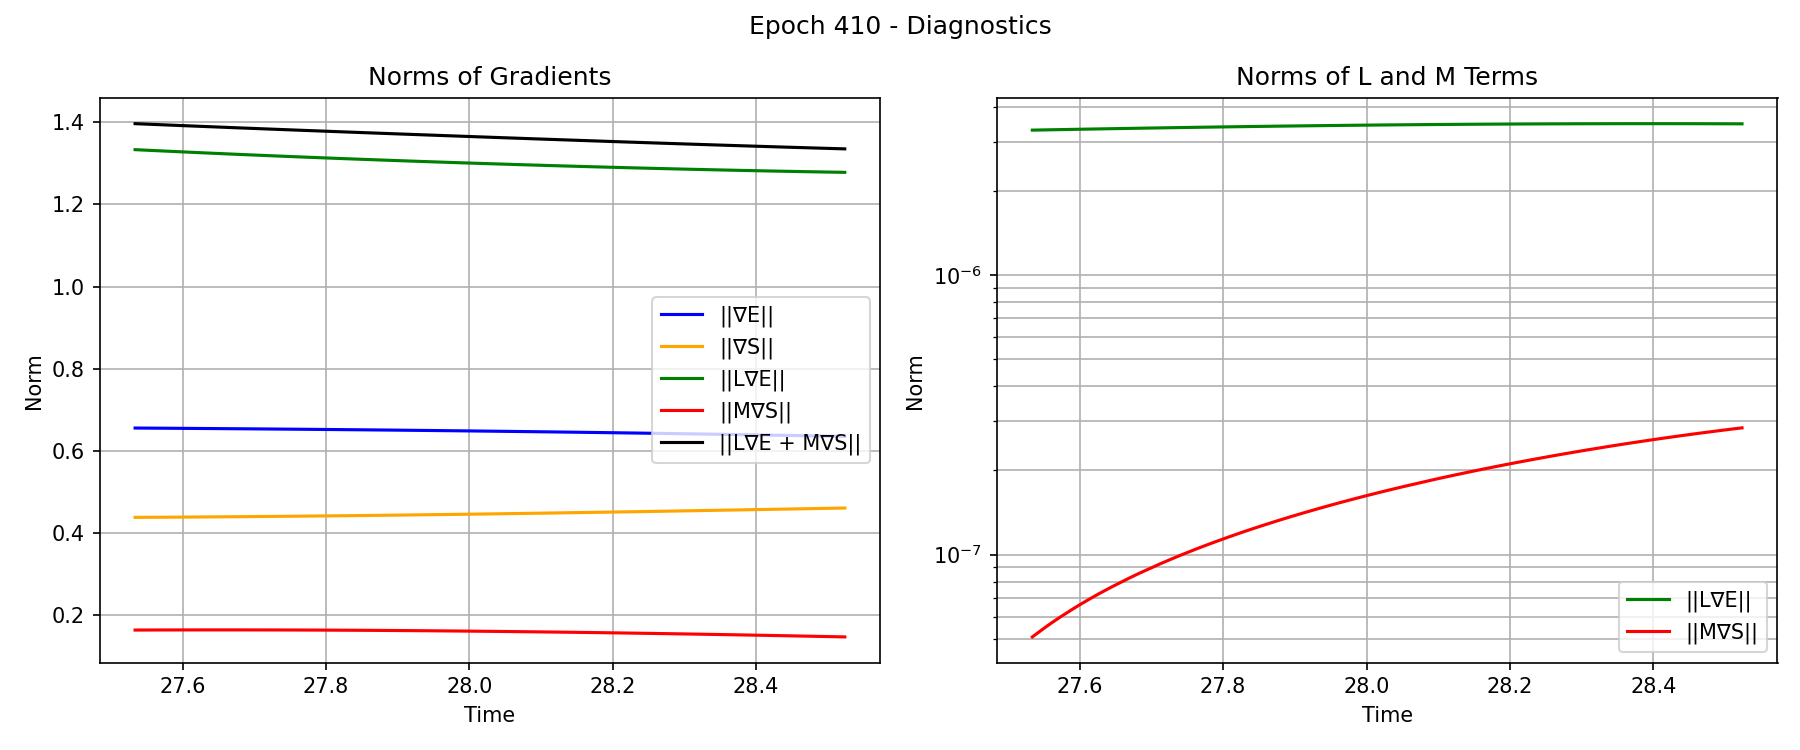 Epoch 410 - Diagnostics
Norms of Gradients
Norm
1.4
1.2
1.0
0.8
0.6
0.4
0.2
||∇E||
||∇S||
||L∇E||
||M∇S||
||L∇E + M∇S||
27.6 27.8 28.0 28.2 28.4
Time
Norms of L and M Terms
Norm
10⁻⁶
10⁻⁷
||L∇E||
||M∇S||
27.6 27.8 28.0 28.2 28.4
Time